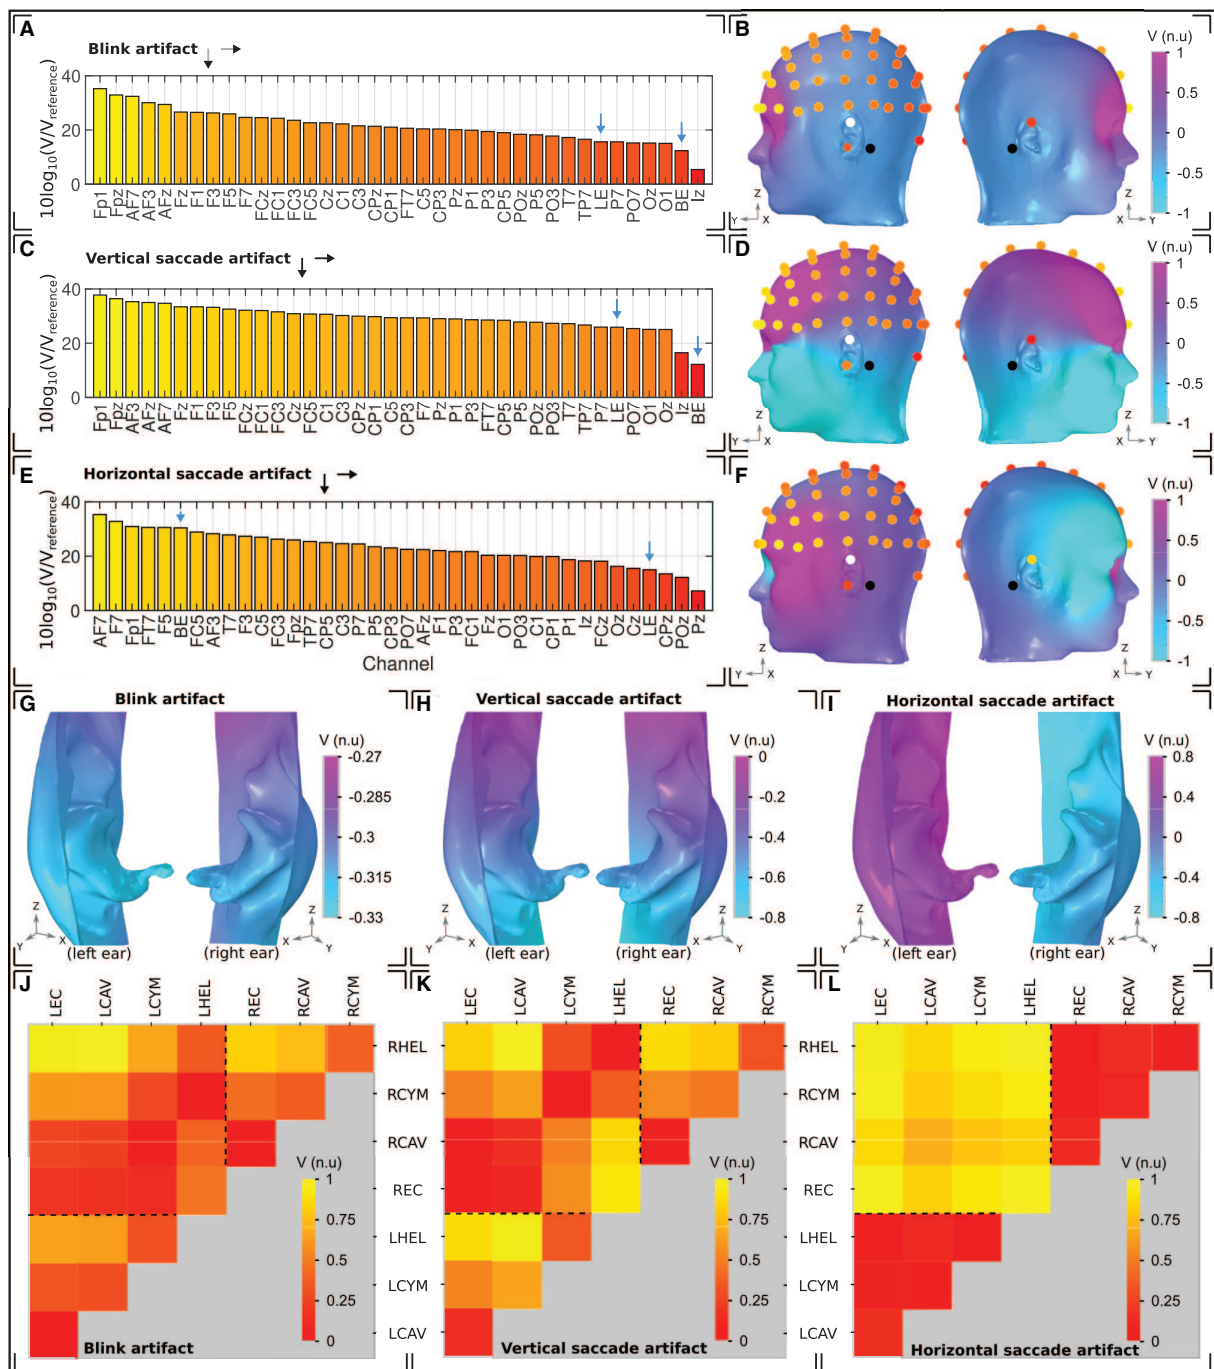 A
Blink artifact
10log10(V/Vreference)
40
20
0
Fp1 Fpz AF7 AF3 AFz Fz F1 F3 F5 F7 FCz FC1 FC3 FC5 Cz C1 C3 CPz CP1 FT7 C5 CP3 Pz P1 P3 CP5 POz P5 PO3 T7 TP7 LE P7 PO7 Oz O1 BE Iz
B
V (n.u)
1
0.5
0
-0.5
-1
Z
Y X
Z
X Y
C
Vertical saccade artifact
10log10(V/Vreference)
40
20
0
Fp1 Fpz AF3 AFz AF7 Fz F1 F3 F5 FCz FC1 FC3 Cz FC5 C1 C3 CPz CP1 C5 CP3 F7 Pz P1 P3 FT7 CP5 P5 POz PO3 T7 TP7 P7 LE PO7 O1 Oz Iz BE
D
V (n.u)
1
0.5
0
-0.5
-1
Z
Y X
Z
X Y
E
Horizontal saccade artifact
10log10(V/Vreference)
40
20
0
AF7 F7 Fp1 FT7 F5 BE FC5 AF3 T7 F3 C5 FC3 Fpz TP7 CP5 C3 P7 P5 CP3 PO7 AFz F1 P3 FC1 Fz O1 PO3 C1 CP1 P1 Iz FCz Oz Cz LE CPz POz Pz
Channel
F
V (n.u)
1
0.5
0
-0.5
-1
Z
Y X
Z
X Y
G
Blink artifact
V (n.u)
-0.27
-0.285
-0.3
-0.315
-0.33
Z
Y X
(left ear)
Z
X Y
(right ear)
H
Vertical saccade artifact
V (n.u)
0
-0.2
-0.4
-0.6
-0.8
Z
Y X
(left ear)
Z
X Y
(right ear)
I
Horizontal saccade artifact
V (n.u)
0.8
0.4
0
-0.4
-0.8
Z
Y X
(left ear)
Z
X Y
(right ear)
J
LEC LCAV LCYM LHEL REC RCAV RCYM
V (n.u)
1
0.75
0.5
0.25
0
Blink artifact
RHEL
RCYM
RCAV
REC
LHEL
LCYM
LCAV
K
LEC LCAV LCYM LHEL REC RCAV RCYM
V (n.u)
1
0.75
0.5
0.25
0
Vertical saccade artifact
RHEL
RCYM
RCAV
REC
LHEL
LCYM
LCAV
L
LEC LCAV LCYM LHEL REC RCAV RCYM
V (n.u)
1
0.75
0.5
0.25
0
Horizontal saccade artifact